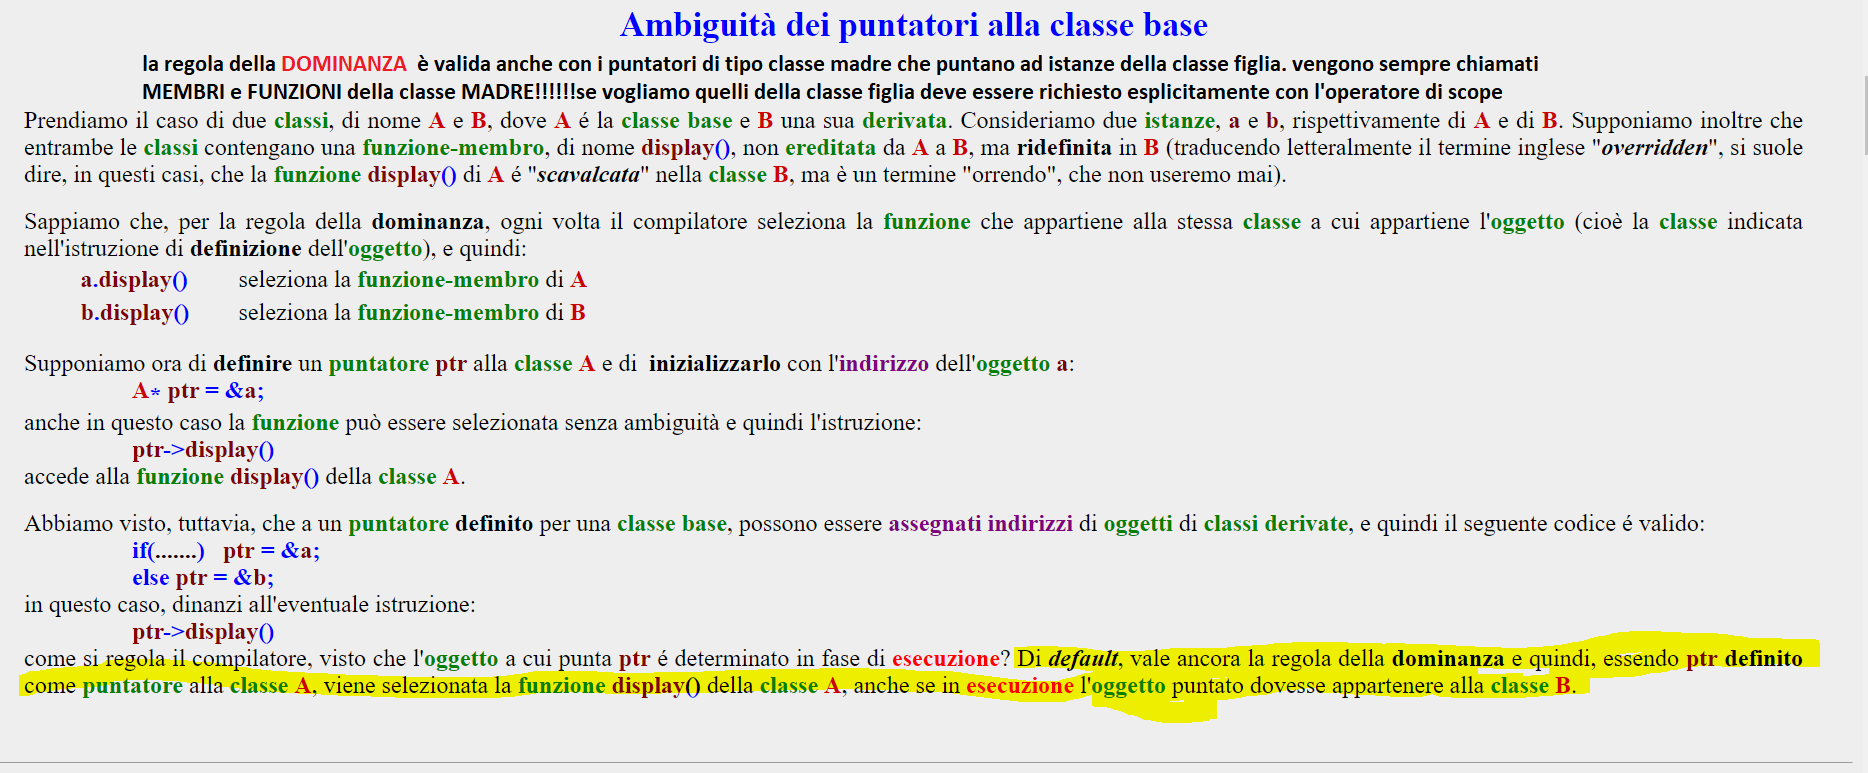 Ambiguità dei puntatori alla classe base
la regola della DOMINANZA è valida anche con i puntatori di tipo classe madre che puntano ad istanze della classe figlia. vengono sempre chiamati
MEMBRI e FUNZIONI della classe MADRE!!!!!!se vogliamo quelli della classe figlia deve essere richiesto esplicitamente con l'operatore di scope
Prendiamo il caso di due classi, di nome A e B, dove A é la classe base e B una sua derivata. Consideriamo due istanze, a e b, rispettivamente di A e di B. Supponiamo inoltre che
entrambe le classi contengano una funzione-membro, di nome display(), non ereditata da A a B, ma ridefinita in B (traducendo letteralmente il termine inglese "overridden", si suole
dire, in questi casi, che la funzione display() di A é "scavalcata" nella classe B, ma è un termine "orrendo", che non useremo mai).
Sappiamo che, per la regola della dominanza, ogni volta il compilatore seleziona la funzione che appartiene alla stessa classe a cui appartiene l'oggetto (cioè la classe indicata
nell'istruzione di definizione dell'oggetto), e quindi:
a.display() seleziona la funzione-membro di A
b.display() seleziona la funzione-membro di B
Supponiamo ora di definire un puntatore ptr alla classe A e di inizializzarlo con l'indirizzo dell'oggetto a:
A* ptr = &a;
anche in questo caso la funzione può essere selezionata senza ambiguità e quindi l'istruzione:
ptr->display()
accede alla funzione display() della classe A.
Abbiamo visto, tuttavia, che a un puntatore definito per una classe base, possono essere assegnati indirizzi di oggetti di classi derivate, e quindi il seguente codice é valido:
if(.......) ptr = &a;
else ptr = &b;
in questo caso, dinanzi all'eventuale istruzione:
ptr->display()
come si regola il compilatore, visto che l'oggetto a cui punta ptr é determinato in fase di esecuzione? Di default, vale ancora la regola della dominanza e quindi, essendo ptr definito
come puntatore alla classe A, viene selezionata la funzione display() della classe A, anche se in esecuzione l'oggetto puntato dovesse appartenere alla classe B.